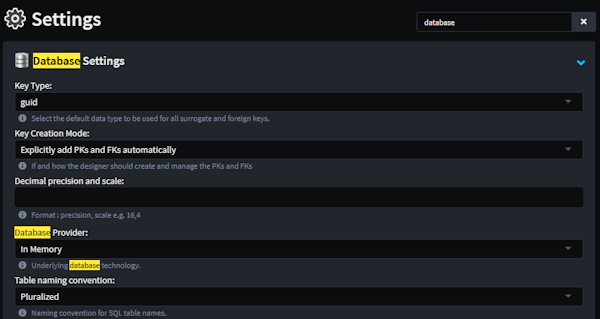 Settings
database
Database Settings
Key Type:
guid
Select the default data type to be used for all surrogate and foreign keys.
Key Creation Mode:
Explicitly add PKs and FKs automatically
If and how the designer should create and manage the PKs and FKs
Decimal precision and scale:
Format : precision, scale e.g. 16,4
Database Provider:
In Memory
Underlying database technology.
Table naming convention:
Pluralized
Naming convention for SQL table names.